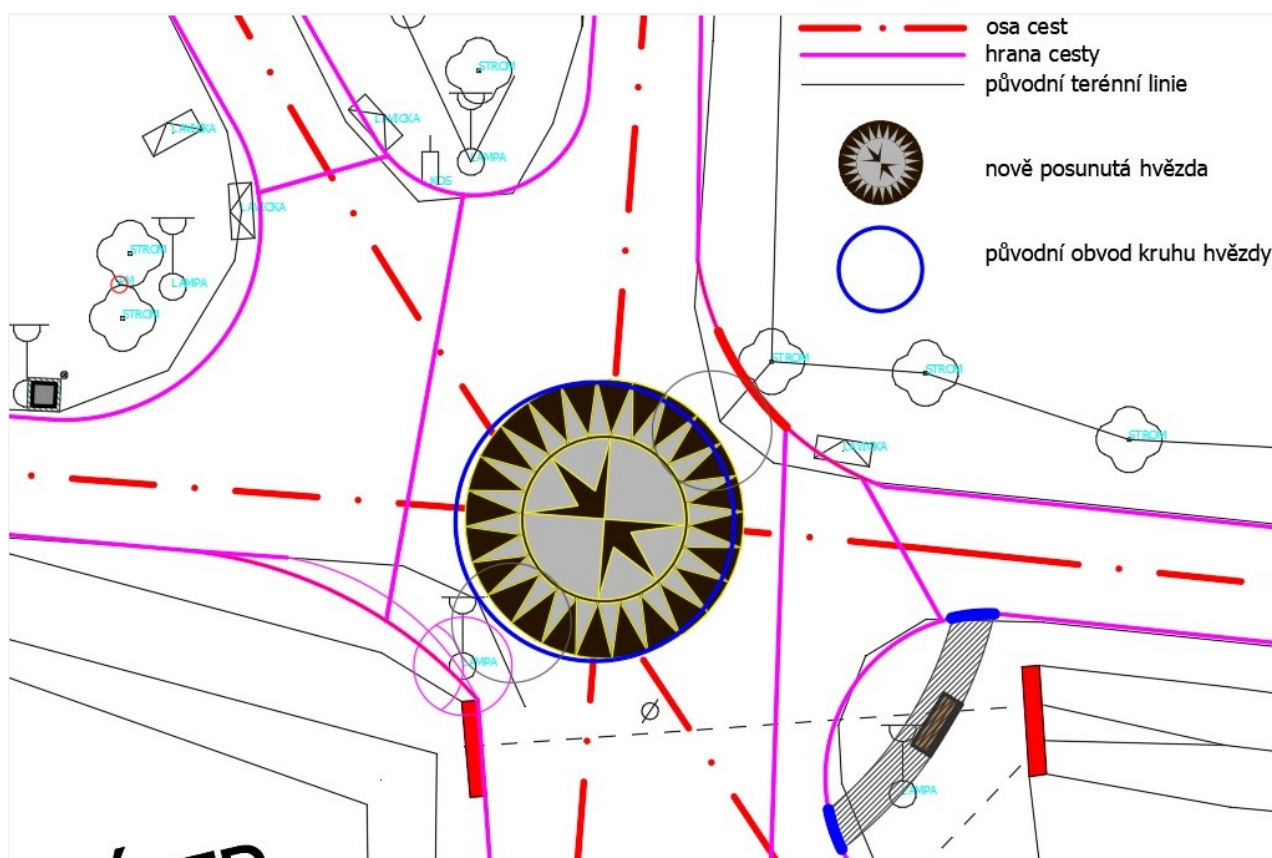 osa cest
hrana cesty
původní terénní linie
nově posunutá hvězda
původní obvod kruhu hvězdy
STROM
LAVICKA
LAVICKA
LAMPA
KOS
LAVICKA
STROM
LAMPA
STROM
STROM
STROM
STROM
LAVICKA
LAMPA
LAMPA